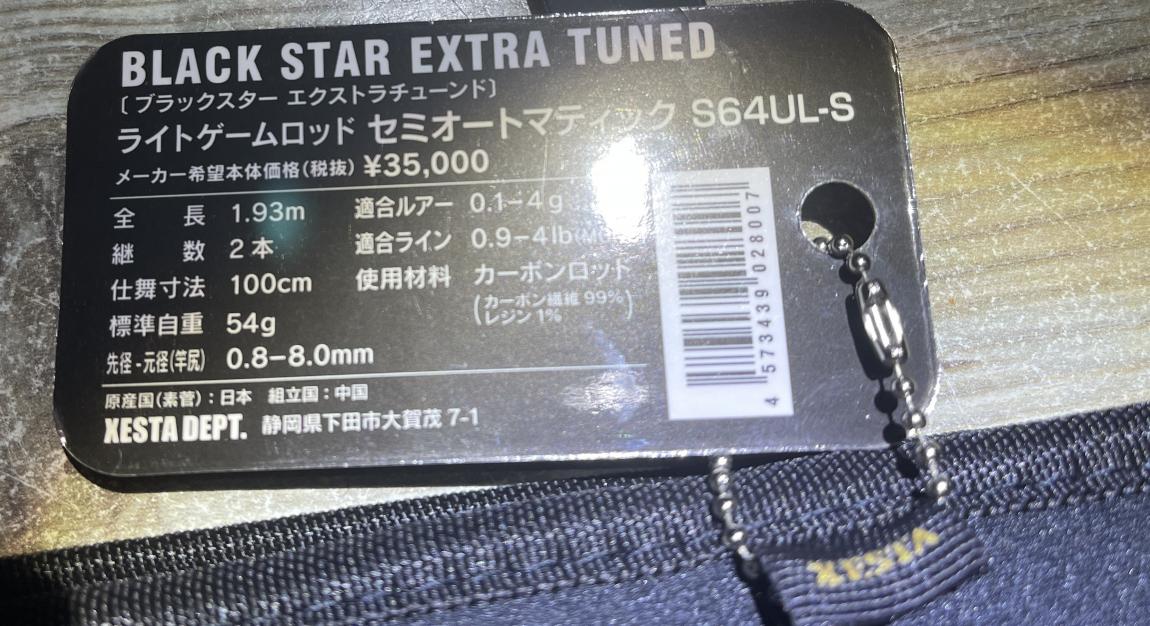 BLACK STAR EXTRA TUNED
〔ブラックスター エクストラチューンド〕
ライトゲームロッド セミオートマティック S64UL-S
メーカー希望本体価格(税抜) ¥35,000
全長 1.93m 適合ルアー 0.1-4g
継数 2本 適合ライン 0.9-4lb
仕舞寸法 100cm 使用材料 カーボンロッド
(カーボン繊維 99%
レジン 1%)
標準自重 54g
先径-元径(竿尻) 0.8-8.0mm
原産国(素菅):日本 組立国:中国
XESTA DEPT. 静岡県下田市大賀茂 7-1
4 573439 028007
XESTA